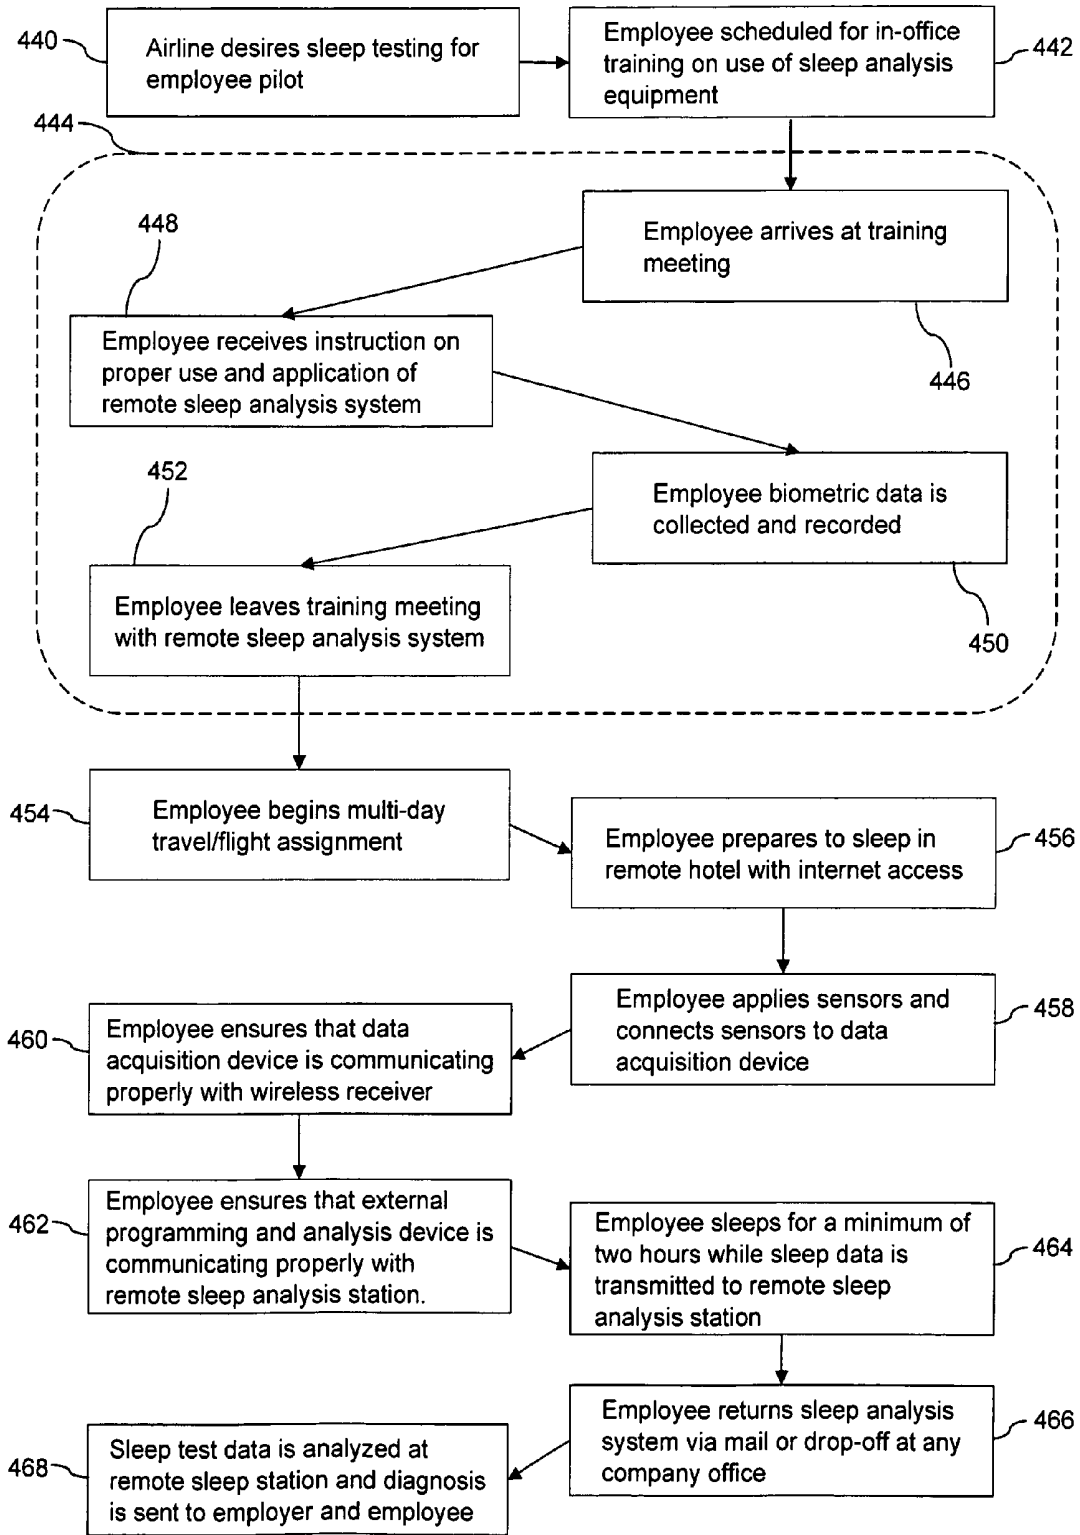 440
Airline desires sleep testing for
employee pilot
Employee scheduled for in-office
training on use of sleep analysis
equipment
442
444
Employee arrives at training
meeting
446
448
Employee receives instruction on
proper use and application of
remote sleep analysis system
Employee biometric data is
collected and recorded
450
452
Employee leaves training meeting
with remote sleep analysis system
454
Employee begins multi-day
travel/flight assignment
Employee prepares to sleep in
remote hotel with internet access
456
Employee applies sensors and
connects sensors to data
acquisition device
458
460
Employee ensures that data
acquisition device is communicating
properly with wireless receiver
462
Employee ensures that external
programming and analysis device is
communicating properly with
remote sleep analysis station.
Employee sleeps for a minimum of
two hours while sleep data is
transmitted to remote sleep
analysis station
464
Employee returns sleep analysis
system via mail or drop-off at any
company office
466
468
Sleep test data is analyzed at
remote sleep station and diagnosis
is sent to employer and employee